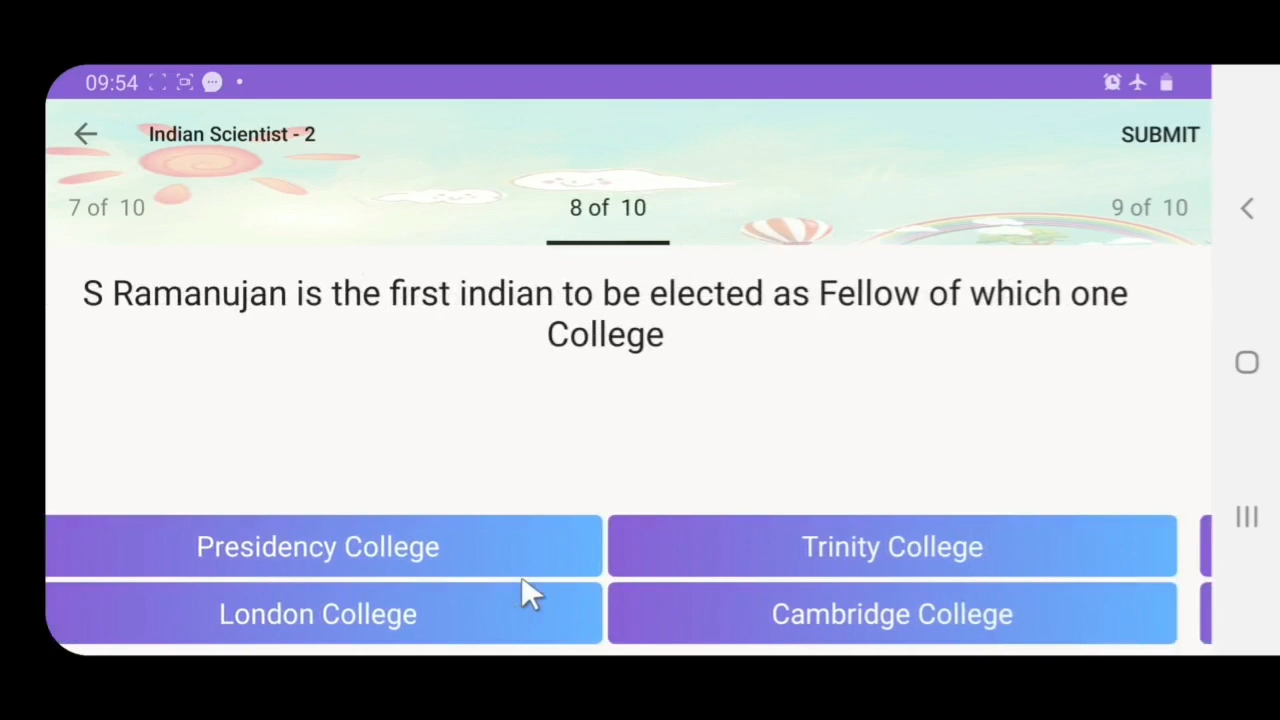 09:54
Indian Scientist - 2
SUBMIT
7 of 10
8 of 10
9 of 10
S Ramanujan is the first indian to be elected as Fellow of which one
College
Presidency College
Trinity College
London College
Cambridge College